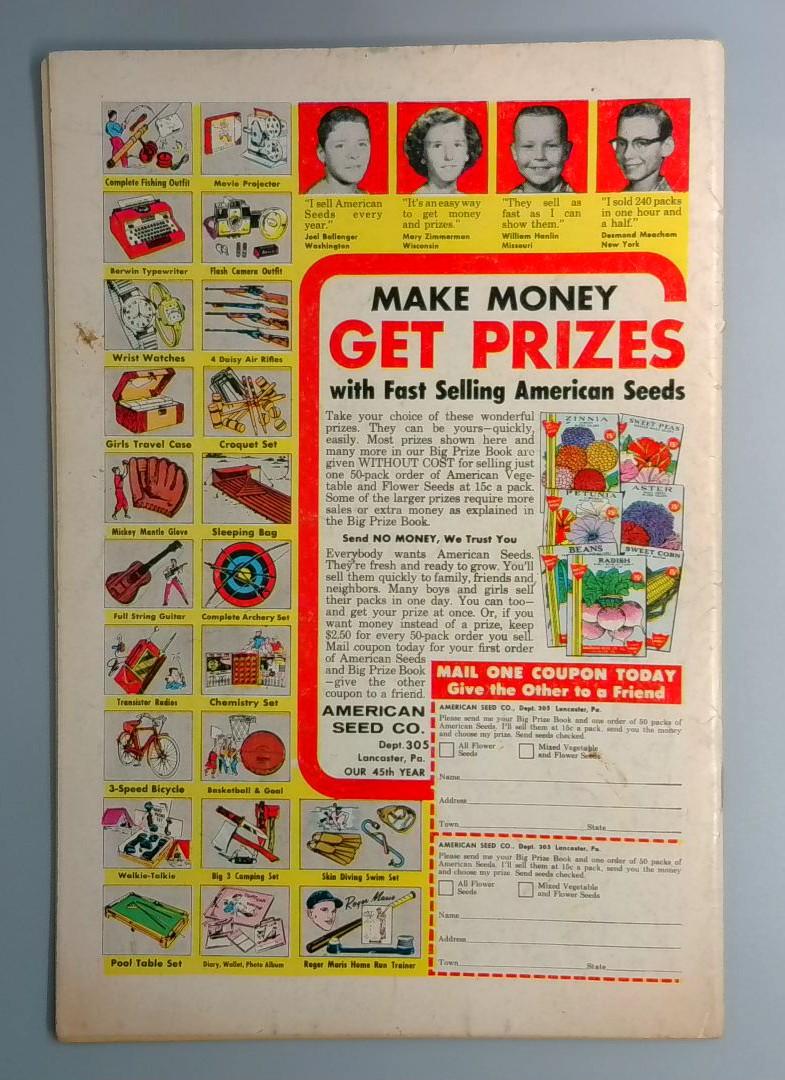 Complete Fishing Outfit
Movie Projector
Berwin Typewriter
Flash Camera Outfit
Wrist Watches
4 Daisy Air Rifles
Girls Travel Case
Croquet Set
Mickey Mantle Glove
Sleeping Bag
Full String Guitar
Complete Archery Set
Transistor Radios
Chemistry Set
3-Speed Bicycle
Basketball & Goal
Walkie-Talkie
Big 3 Camping Set
Skin Diving Swim Set
Pool Table Set
Diary, Wallet, Photo Album
Roger Maris
Roger Maris Home Run Trainer
"I sell American
Seeds every
year."
Joel Bellenger
Washington
"It's an easy way
to get money
and prizes."
Mary Zimmerman
Wisconsin
"They sell as
fast as I can
show them."
William Hanlin
Missouri
"I sold 240 packs
in one hour and
a half."
Desmond Meacham
New York
MAKE MONEY
GET PRIZES
with Fast Selling American Seeds
Take your choice of these wonderful
prizes. They can be yours—quickly,
easily. Most prizes shown here and
many more in our Big Prize Book are
given WITHOUT COST for selling just
one 50-pack order of American Vege-
table and Flower Seeds at 15c a pack.
Some of the larger prizes require more
sales or extra money as explained in
the Big Prize Book.
Send NO MONEY, We Trust You
Everybody wants American Seeds.
They're fresh and ready to grow. You'll
sell them quickly to family, friends and
neighbors. Many boys and girls sell
their packs in one day. You can too—
and get your prize at once. Or, if you
want money instead of a prize, keep
$2.50 for every 50-pack order you sell.
Mail coupon today for your first order
of American Seeds
and Big Prize Book
—give the other
coupon to a friend.
AMERICAN
SEED CO.
Dept. 305
Lancaster, Pa.
OUR 45th YEAR
ZINNIA
15¢
SWEET PEAS
15¢
PETUNIA
15¢
ASTER
15¢
BEANS
RADISH
15¢
SWEET CORN
15¢
MAIL ONE COUPON TODAY
Give the Other to a Friend
AMERICAN SEED CO., Dept. 305 Lancaster, Pa.
Please send me your Big Prize Book and one order of 50 packs of
American Seeds. I'll sell them at 15c a pack, send you the money
and choose my prize. Send seeds checked.
All Flower
Seeds
Mixed Vegetable
and Flower Seeds
Name
Address
Town State
AMERICAN SEED CO., Dept. 305 Lancaster, Pa.
Please send me your Big Prize Book and one order of 50 packs of
American Seeds. I'll sell them at 15c a pack, send you the money
and choose my prize. Send seeds checked.
All Flower
Seeds
Mixed Vegetable
and Flower Seeds
Name
Address
Town State